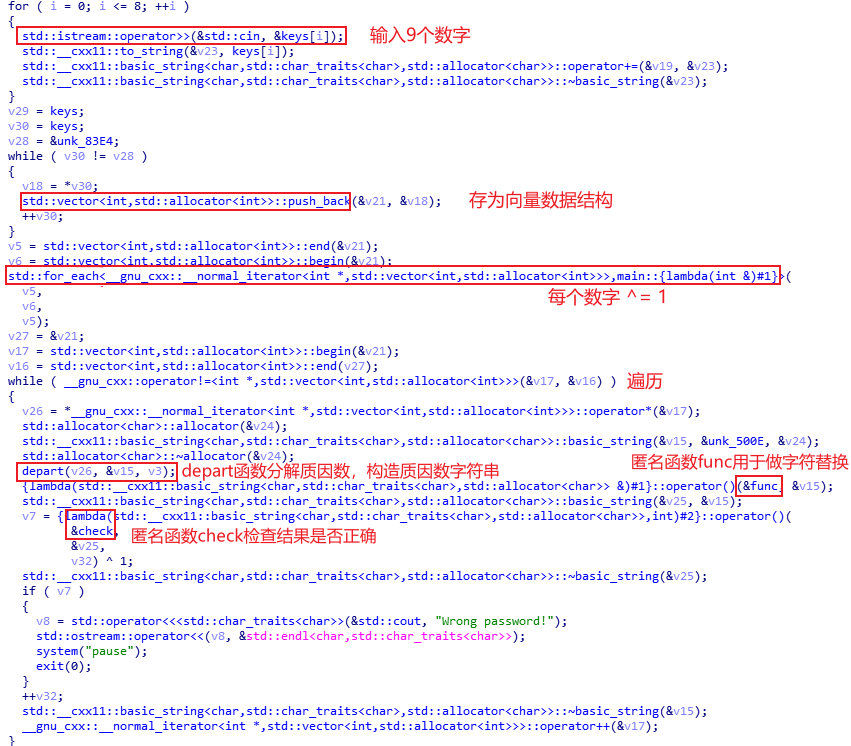 for ( i = 0; i <= 8; ++i )
{
std::istream::operator>>(&std::cin, &keys[i]); 输入9个数字
std::__cxx11::to_string(&v23, keys[i]);
std::__cxx11::basic_string<char,std::char_traits<char>,std::allocator<char>>::operator+=(&v19, &v23);
std::__cxx11::basic_string<char,std::char_traits<char>,std::allocator<char>>::~basic_string(&v23);
}
v29 = keys;
v30 = keys;
v28 = &unk_83E4;
while ( v30 != v28 )
{
v18 = *v30;
std::vector<int,std::allocator<int>>::push_back(&v21, &v18); 存为向量数据结构
++v30;
}
v5 = std::vector<int,std::allocator<int>>::end(&v21);
v6 = std::vector<int,std::allocator<int>>::begin(&v21);
std::for_each<__gnu_cxx::__normal_iterator<int *,std::vector<int,std::allocator<int>>>,main::{lambda(int &)#1}>(
v5, 每个数字 ^= 1
v6,
v5);
v27 = &v21;
v17 = std::vector<int,std::allocator<int>>::begin(&v21);
v16 = std::vector<int,std::allocator<int>>::end(v27);
while ( __gnu_cxx::operator!=<int *,std::vector<int,std::allocator<int>>>(&v17, &v16) ) 遍历
{
v26 = *__gnu_cxx::__normal_iterator<int *,std::vector<int,std::allocator<int>>>::operator*(&v17);
std::allocator<char>::allocator(&v24);
std::__cxx11::basic_string<char,std::char_traits<char>,std::allocator<char>>::basic_string(&v15, &unk_500E, &v24);
std::allocator<char>::~allocator(&v24); 匿名函数func用于做字符替换
depart(v26, &v15, v3); depart函数分解质因数，构造质因数字符串
{lambda(std::__cxx11::basic_string<char,std::char_traits<char>,std::allocator<char>> &)#1}::operator()(&func, &v15);
std::__cxx11::basic_string<char,std::char_traits<char>,std::allocator<char>>::basic_string(&v25, &v15);
v7 = {lambda(std::__cxx11::basic_string<char,std::char_traits<char>,std::allocator<char>>,int)#2}::operator()(
&check, 匿名函数check检查结果是否正确
&v25,
v32) ^ 1;
std::__cxx11::basic_string<char,std::char_traits<char>,std::allocator<char>>::~basic_string(&v25);
if ( v7 )
{
v8 = std::operator<<<std::char_traits<char>>(&std::cout, "Wrong password!");
std::ostream::operator<<(v8, &std::endl<char,std::char_traits<char>>);
system("pause");
exit(0);
}
++v32;
std::__cxx11::basic_string<char,std::char_traits<char>,std::allocator<char>>::~basic_string(&v15);
__gnu_cxx::__normal_iterator<int *,std::vector<int,std::allocator<int>>>::operator++(&v17);
}